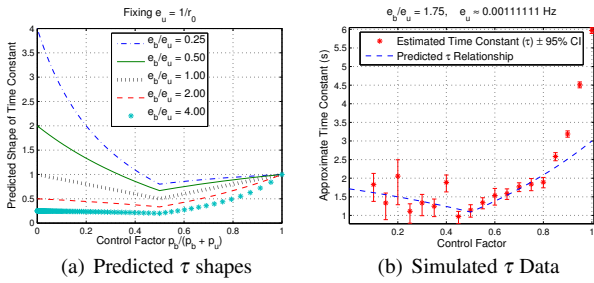 Fixing e_u = 1/r_0
Predicted Shape of Time Constant
4
3.5
3
2.5
2
1.5
1
0.5
0
e_b/e_u = 0.25
e_b/e_u = 0.50
e_b/e_u = 1.00
e_b/e_u = 2.00
e_b/e_u = 4.00
0 0.2 0.4 0.6 0.8 1
Control Factor p_b/(p_b + p_u)
(a) Predicted τ shapes
e_b/e_u = 1.75, e_u ≈ 0.00111111 Hz
Approximate Time Constant (s)
6
5.5
5
4.5
4
3.5
3
2.5
2
1.5
1
Estimated Time Constant (τ) ± 95% CI
Predicted τ Relationship
0 0.2 0.4 0.6 0.8 1
Control Factor
(b) Simulated τ Data